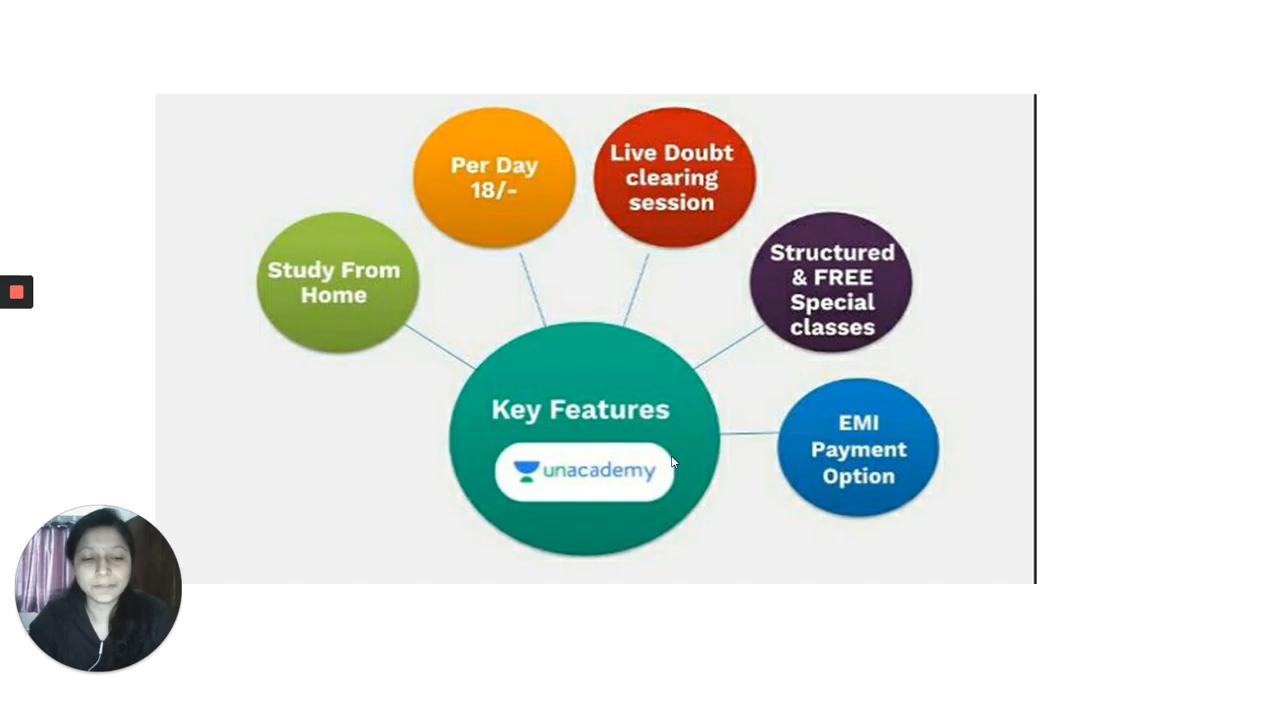 Per Day
18/-
Live Doubt
clearing
session
Study From
Home
Structured
& FREE
Special
classes
Key Features
unacademy
EMI
Payment
Option